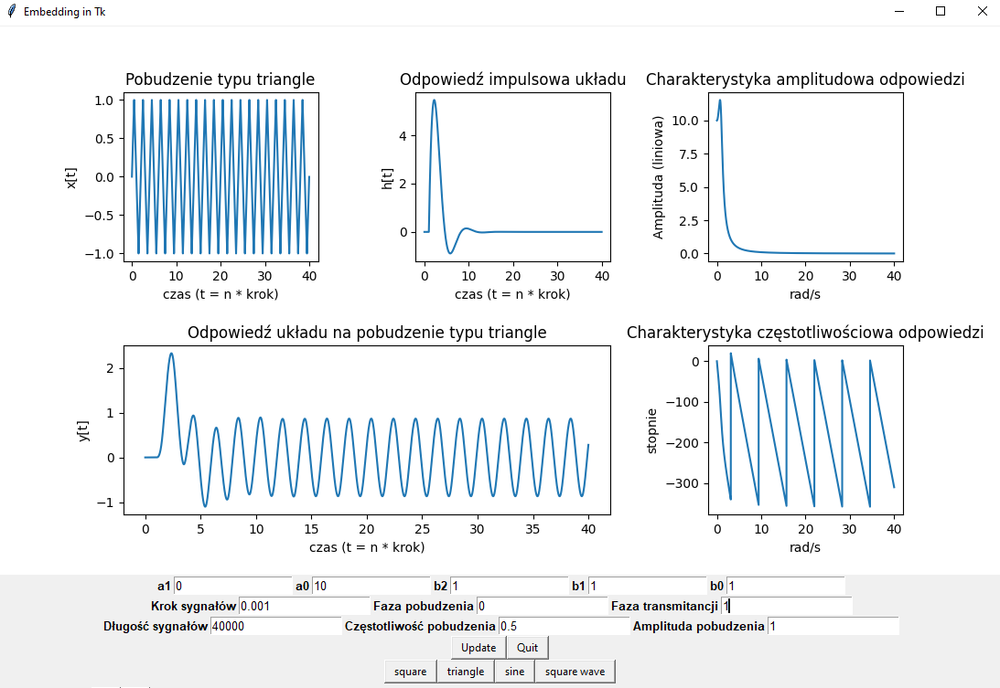 Embedding in Tk
Pobudzenie typu triangle
1.0
0.5
0.0
−0.5
−1.0
x[t]
0 10 20 30 40
czas (t = n * krok)
Odpowiedź impulsowa układu
4
2
0
h[t]
0 10 20 30 40
czas (t = n * krok)
Charakterystyka amplitudowa odpowiedzi
10.0
7.5
5.0
2.5
0.0
Amplituda (liniowa)
0 10 20 30 40
rad/s
Odpowiedź układu na pobudzenie typu triangle
2
1
0
−1
y[t]
0 5 10 15 20 25 30 35 40
czas (t = n * krok)
Charakterystyka częstotliwościowa odpowiedzi
0
−100
−200
−300
stopnie
0 10 20 30 40
rad/s
a1 0 a0 10 b2 1 b1 1 b0 1
Krok sygnałów 0.001 Faza pobudzenia 0 Faza transmitancji 1
Długość sygnałów 40000 Częstotliwość pobudzenia 0.5 Amplituda pobudzenia 1
Update Quit
square triangle sine square wave